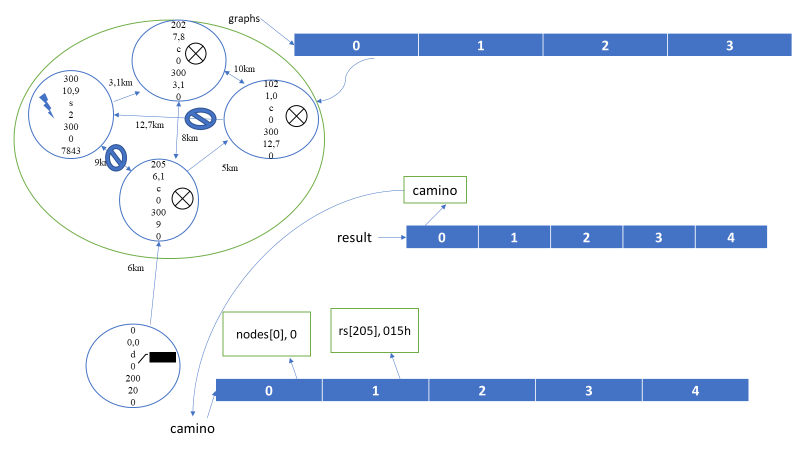 graphs
0 1 2 3
202
7,8
c
0
300
3,1
0
10km
3,1km
300
10,9
s
2
300
0
7843
102
1,0
c
0
300
12,7
0
12,7km
8km
5km
205
6,1
c
0
300
9
0
6km
camino
result
0 1 2 3 4
nodes[0], 0
rs[205], 015h
0
0,0
d
0
200
20
0
0 1 2 3 4
camino